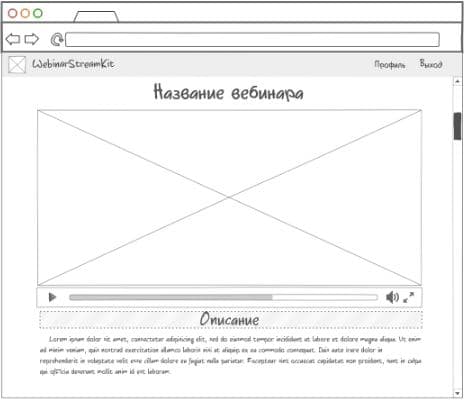 WebinarStreamKit
Профиль Выход
Название вебинара
Описание
Lorem ipsum dolor sit amet, consectetur adipisicing elit, sed do eiusmod tempor incididunt ut labore et dolore magna aliqua. Ut enim
ad minim veniam, quis nostrud exercitation ullamco laboris nisi ut aliquip ex ea commodo consequat. Duis aute irure dolor in
reprehenderit in voluptate velit esse cillum dolore eu fugiat nulla pariatur. Excepteur sint occaecat cupidatat non proident, sunt in culpa
qui officia deserunt mollit anim id est laborum.